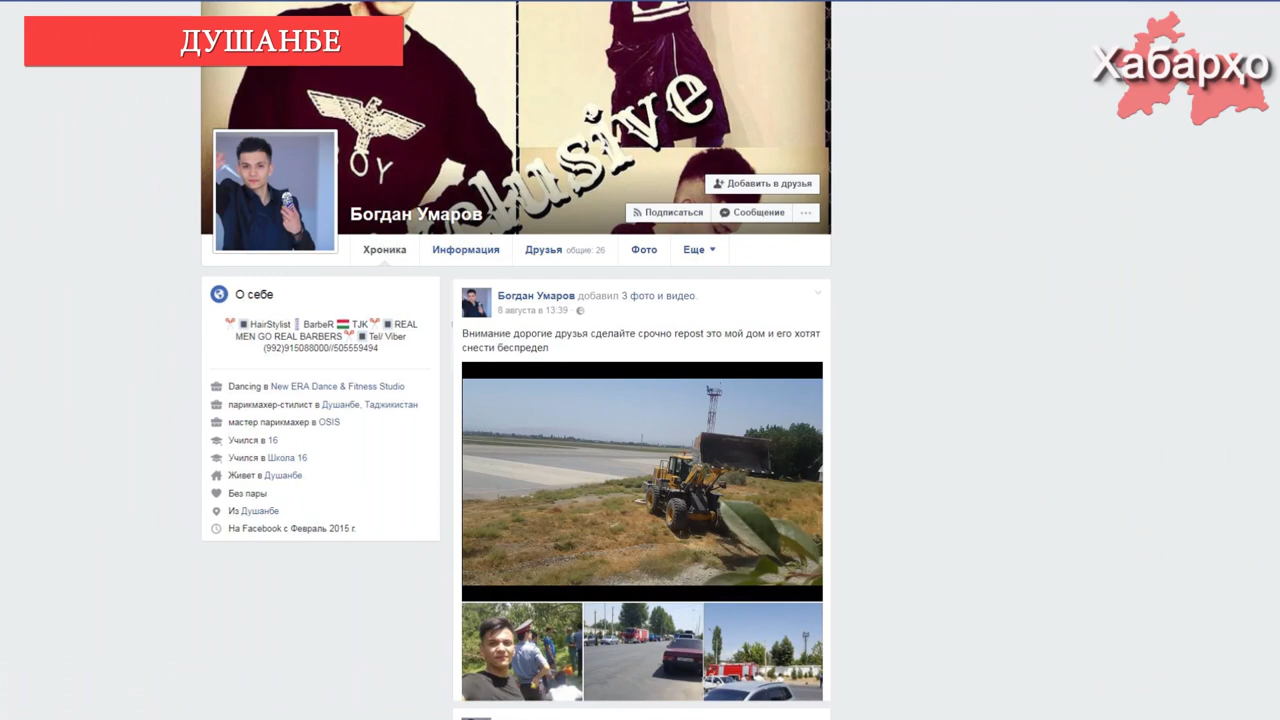 ДУШАНБЕ
Хабарҳо
OY
xclusive
Добавить в друзья
Богдан Умаров
Подписаться
Сообщение
Хроника
Информация
Друзья общие: 26
Фото
Еще
О себе
HairStylist BarbeR TJK REAL
MEN GO REAL BARBERS Tel/ Viber
(992)915088000//505559494
Dancing в New ERA Dance & Fitness Studio
парикмахер-стилист в Душанбе, Таджикистан
мастер парикмахер в OSIS
Учился в 16
Учился в Школа 16
Живет в Душанбе
Без пары
Из Душанбе
На Facebook с Февраль 2015 г.
Богдан Умаров добавил 3 фото и видео.
8 августа в 13:39
Внимание дорогие друзья сделайте срочно repost это мой дом и его хотят
снести беспредел